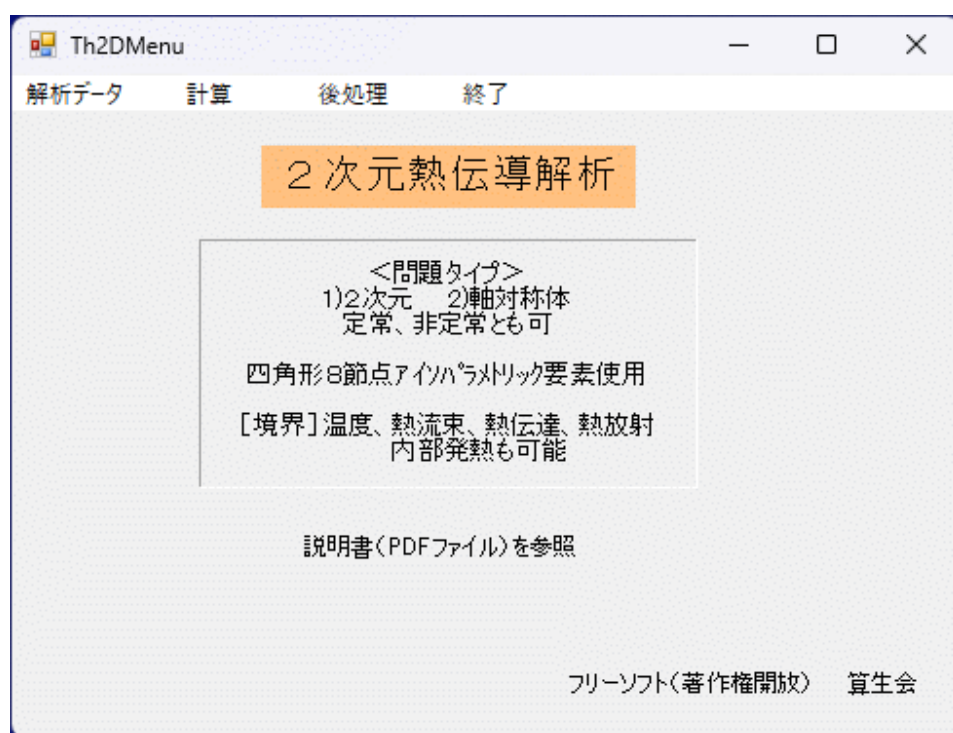 Th2DMenu
解析データ 計算 後処理 終了
２次元熱伝導解析
＜問題タイプ＞
1)２次元 2)軸対称体
定常、非定常とも可
四角形８節点アイソパラメトリック要素使用
[境界]温度、熱流束、熱伝達、熱放射
内部発熱も可能
説明書（PDFファイル）を参照
フリーソフト（著作権開放） 算生会